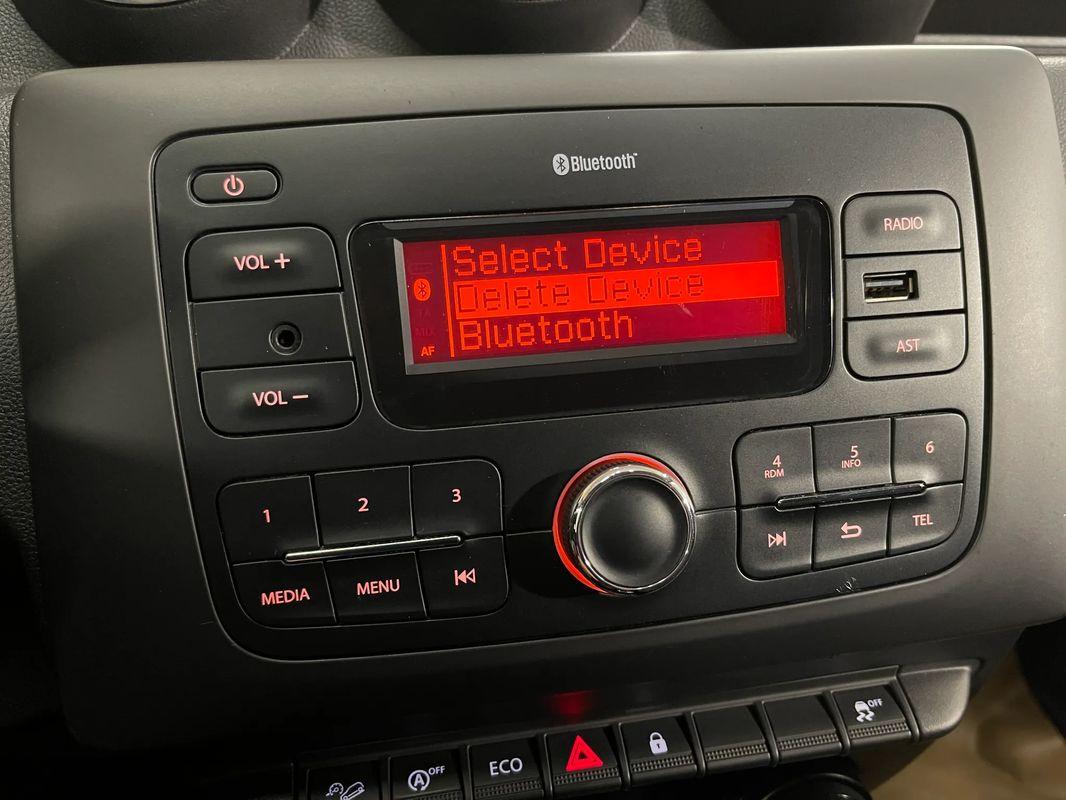 Bluetooth™
VOL +
VOL −
Select Device
Delete Device
Bluetooth
AF
RADIO
AST
1
2
3
MEDIA
MENU
4
RDM
5
INFO
6
TEL
A OFF
ECO
OFF